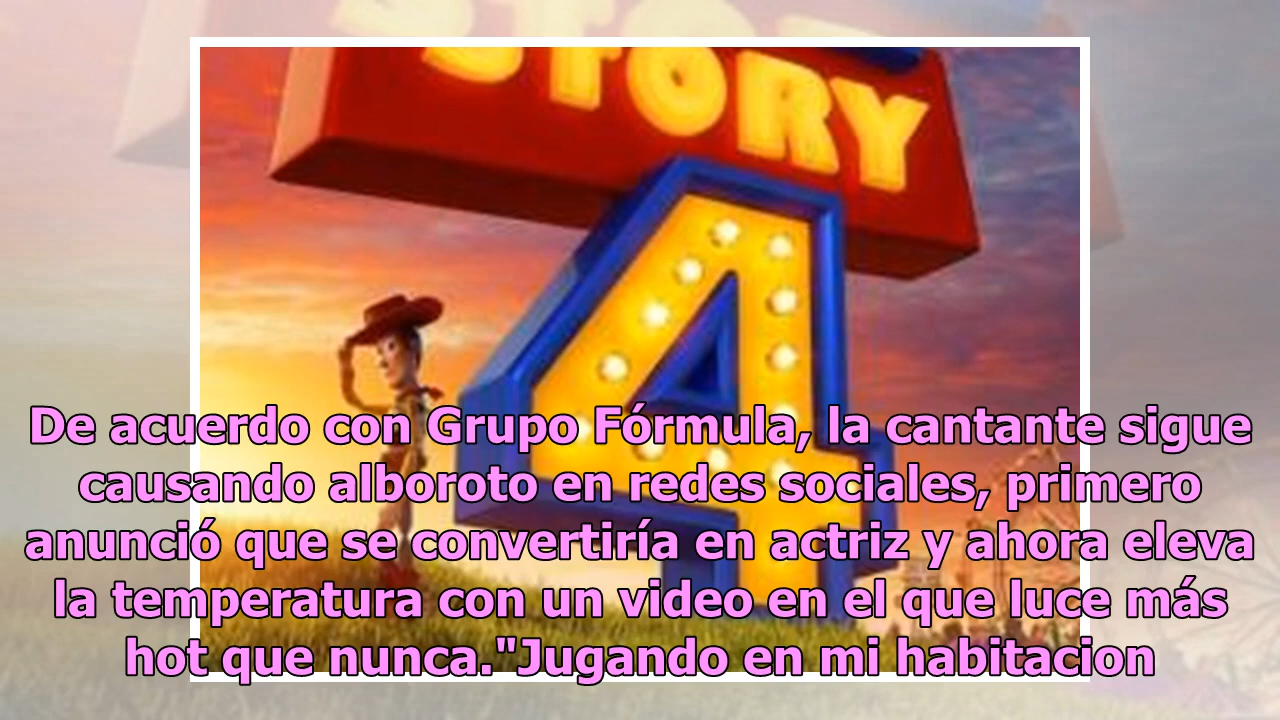 STORY
4
De acuerdo con Grupo Fórmula, la cantante sigue
causando alboroto en redes sociales, primero
anunció que se convertiría en actriz y ahora eleva
la temperatura con un video en el que luce más
hot que nunca."Jugando en mi habitacion